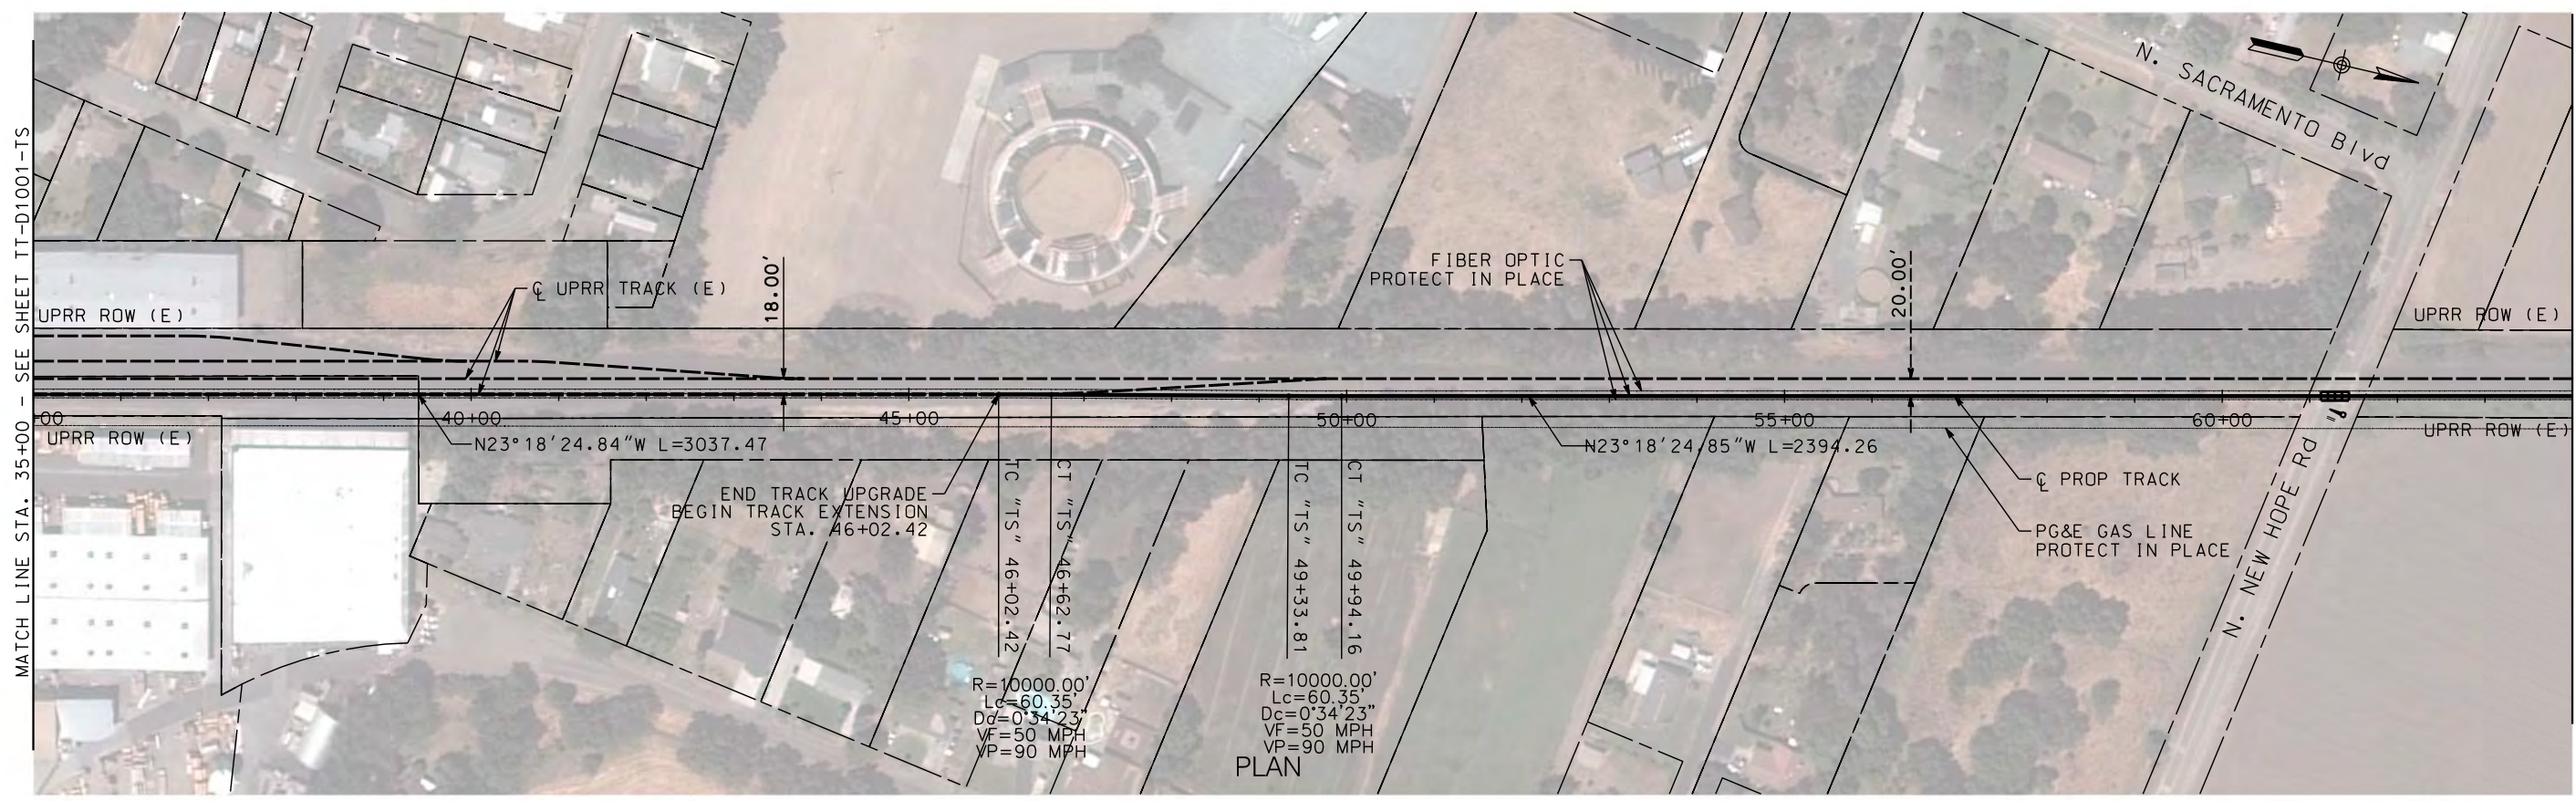 N. SACRAMENTO Blvd
MATCH LINE STA. 35+00 - SEE SHEET TT-D1001-TS
℄ UPRR TRACK (E)
18.00'
FIBER OPTIC
PROTECT IN PLACE
20.00'
UPRR ROW (E)
UPRR ROW (E)
00
40+00
45+00
50+00
55+00
60+00
UPRR ROW (E)
UPRR ROW (E)
N23°18'24.84"W L=3037.47
N23°18'24.85"W L=2394.26
END TRACK UPGRADE
BEGIN TRACK EXTENSION
STA. 46+02.42
TC "TS" 46+02.42
CT "TS" 46+62.77
TC "TS" 49+33.81
CT "TS" 49+94.16
℄ PROP TRACK
PG&E GAS LINE
PROTECT IN PLACE
N. NEW HOPE Rd
R=10000.00'
Lc=60.35'
Dc=0°34'23"
VF=50 MPH
VP=90 MPH
R=10000.00'
Lc=60.35'
Dc=0°34'23"
VF=50 MPH
VP=90 MPH
PLAN